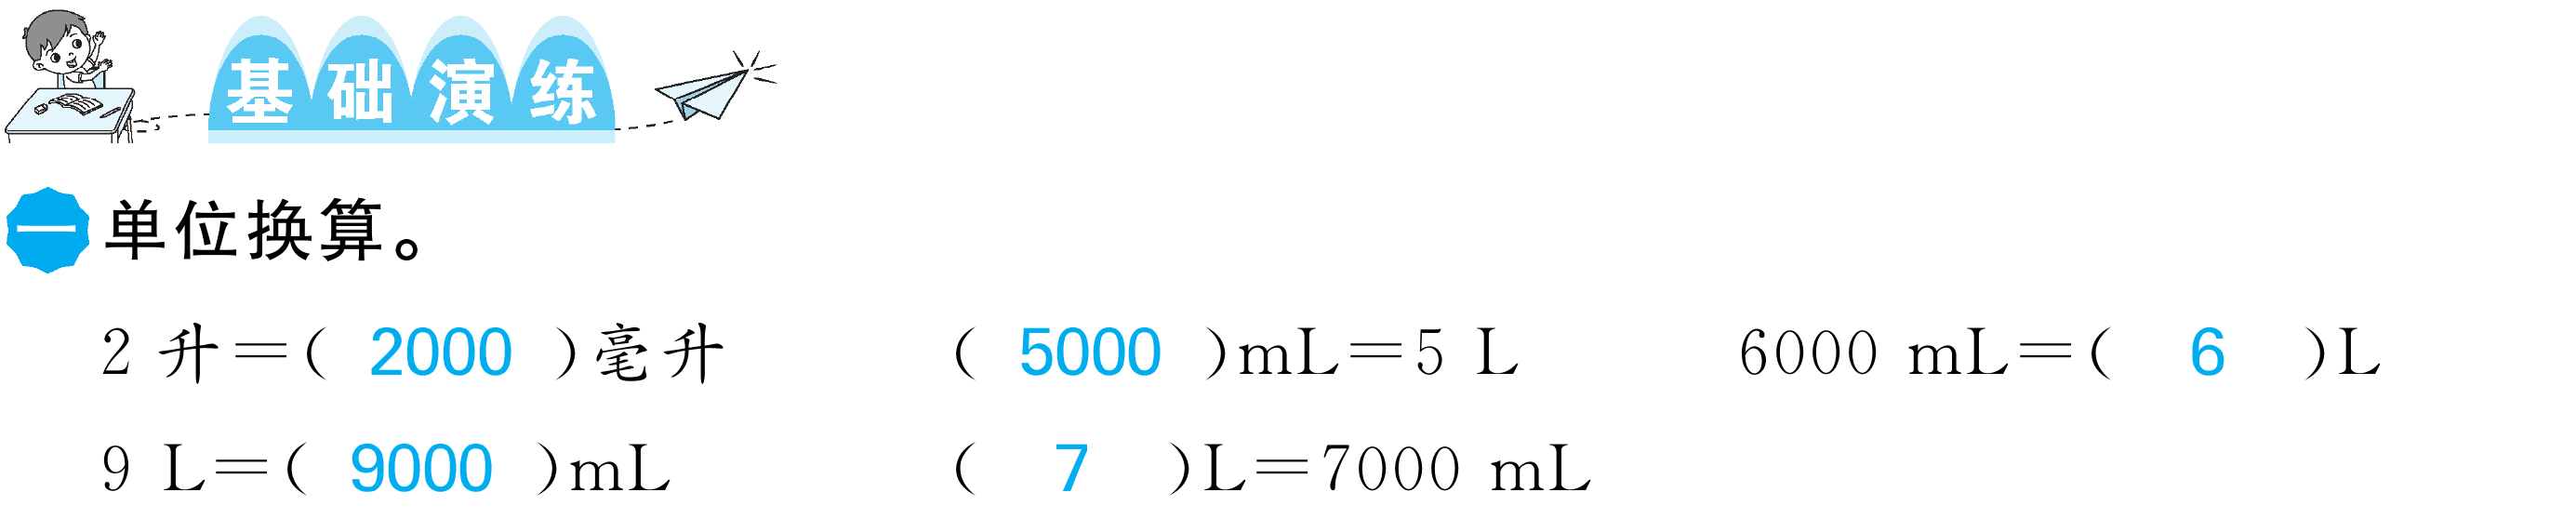 基础演练
一 单位换算。
2 升=( 2000 )毫升 ( 5000 )mL=5 L 6000 mL=( 6 )L
9 L=( 9000 )mL ( 7 )L=7000 mL